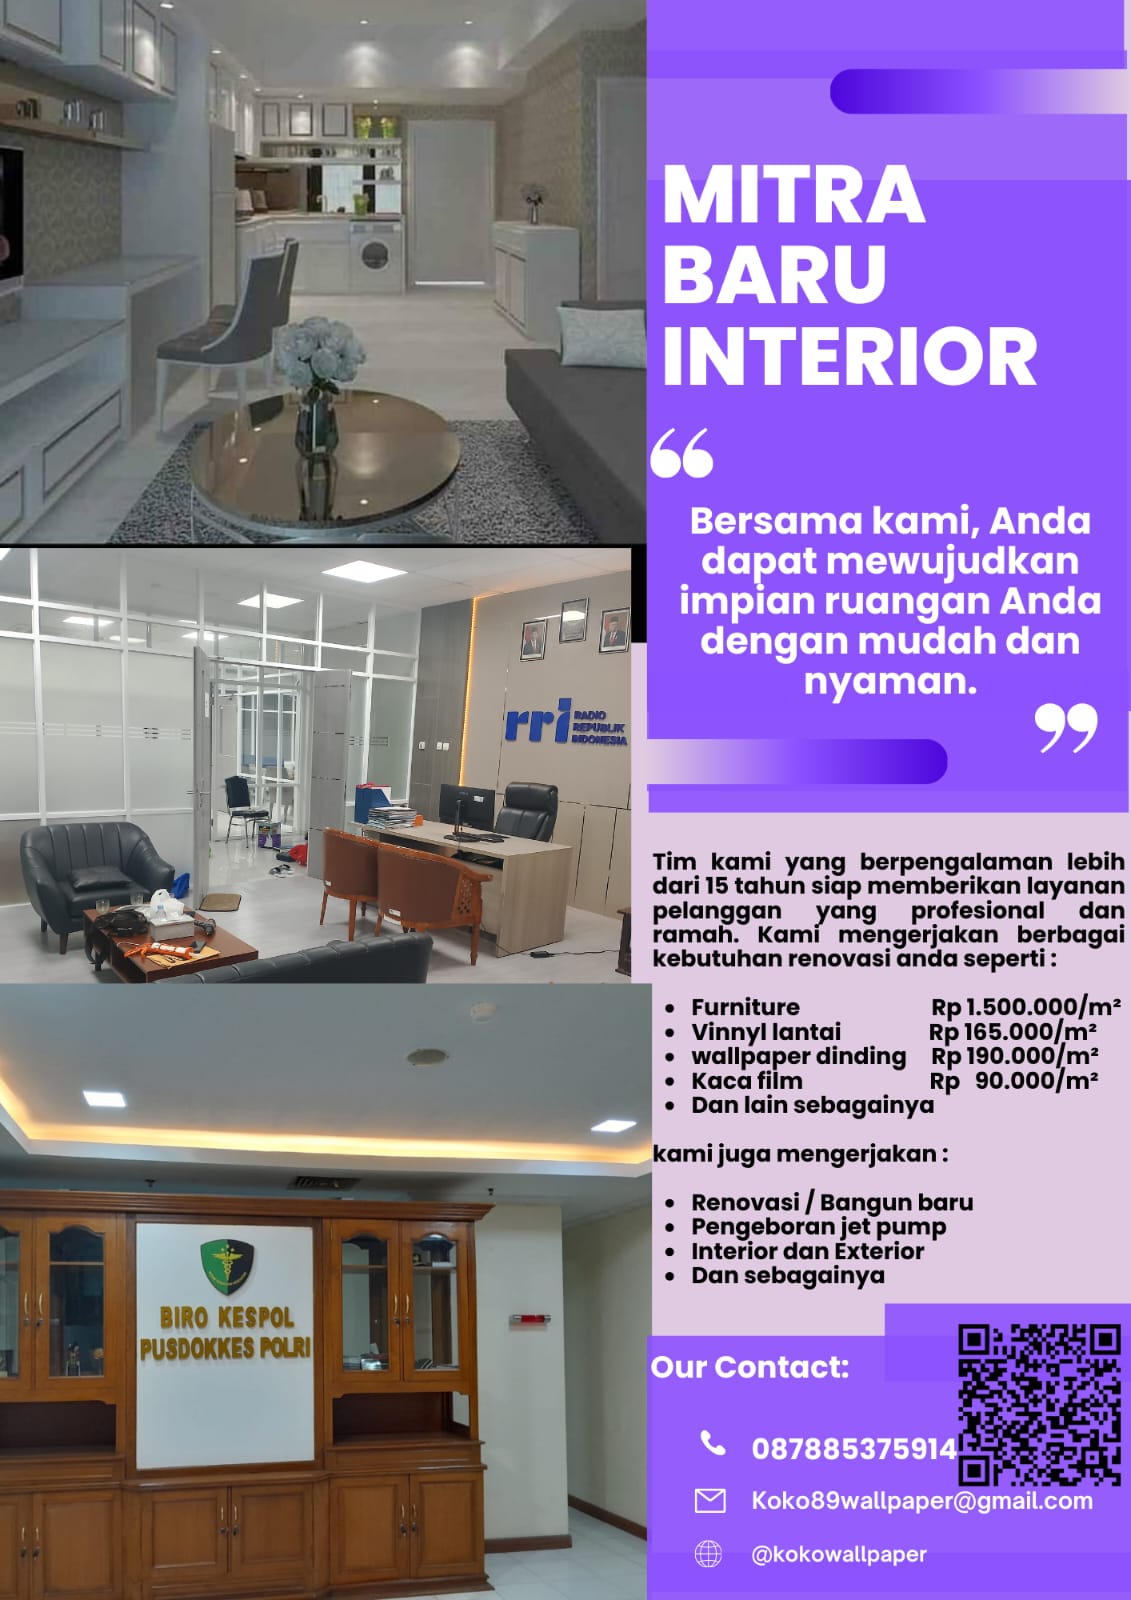 MITRA
BARU
INTERIOR
“
Bersama kami, Anda
dapat mewujudkan
impian ruangan Anda
dengan mudah dan
nyaman.
”
rri RADIO
REPUBLIK
INDONESIA
BIRO KESPOL
PUSDOKKES POLRI
Tim kami yang berpengalaman lebih
dari 15 tahun siap memberikan layanan
pelanggan yang profesional dan
ramah. Kami mengerjakan berbagai
kebutuhan renovasi anda seperti :
• Furniture Rp 1.500.000/m²
• Vinnyl lantai Rp 165.000/m²
• wallpaper dinding Rp 190.000/m²
• Kaca film Rp 90.000/m²
• Dan lain sebagainya
kami juga mengerjakan :
• Renovasi / Bangun baru
• Pengeboran jet pump
• Interior dan Exterior
• Dan sebagainya
Our Contact:
087885375914
Koko89wallpaper@gmail.com
@kokowallpaper